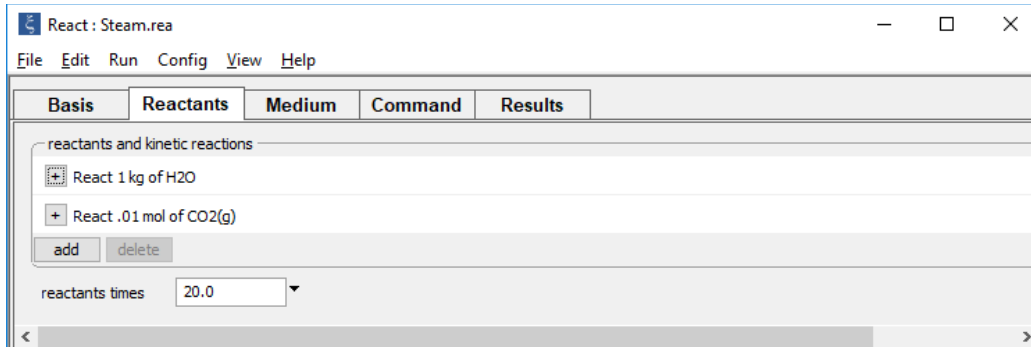 React : Steam.rea
File Edit Run Config View Help
Basis Reactants Medium Command Results
reactants and kinetic reactions
+ React 1 kg of H2O
+ React .01 mol of CO2(g)
add delete
reactants times 20.0